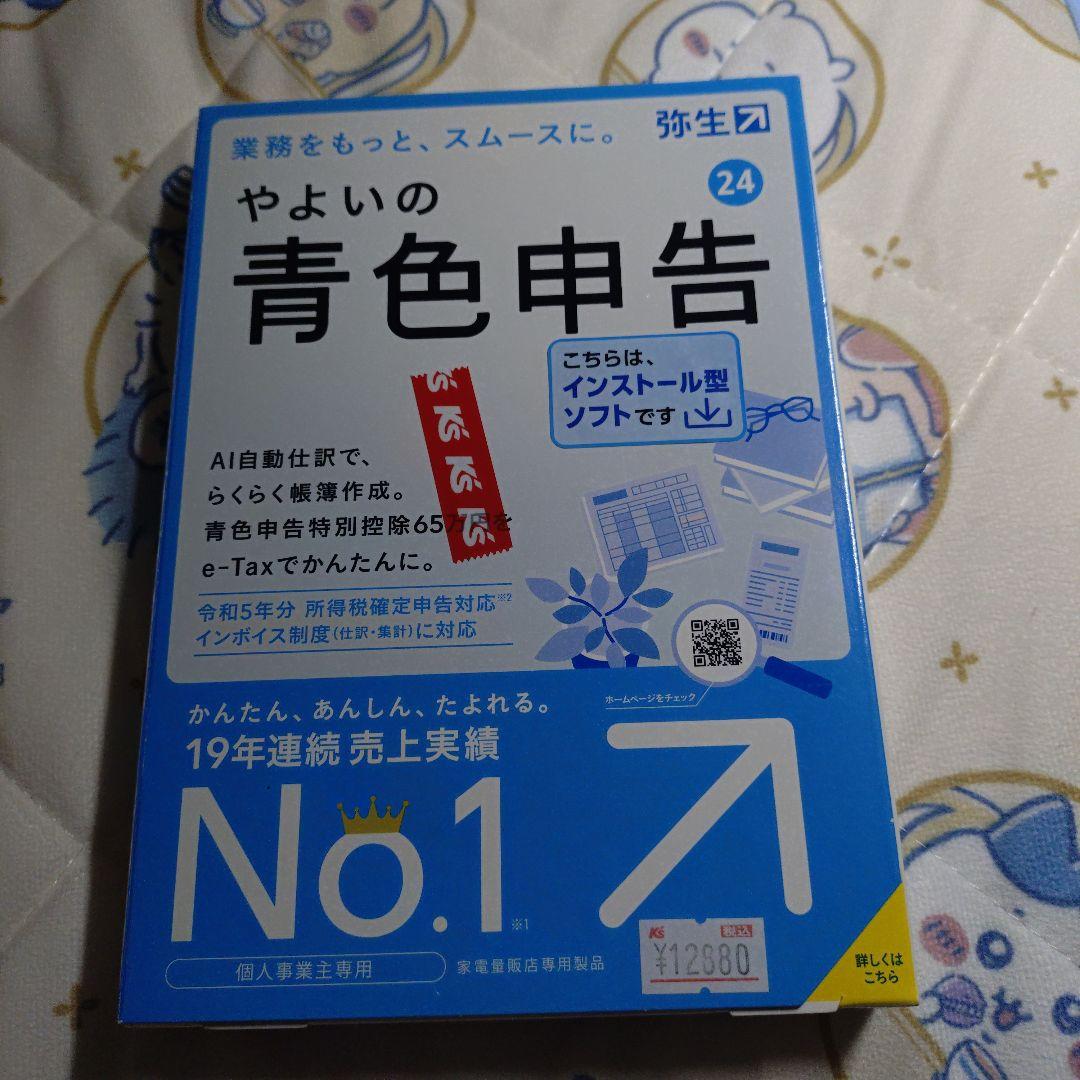 業務をもっと、スムースに。
弥生
24
やよいの
青色申告
こちらは、
インストール型
ソフトです
K's K's K's K's
AI自動仕訳で、
らくらく帳簿作成。
青色申告特別控除65万円を
e-Taxでかんたんに。
令和5年分 所得税確定申告対応※2
インボイス制度(仕訳・集計)に対応
ホームページをチェック
かんたん、あんしん、たよれる。
19年連続 売上実績
No.1※1
個人事業主専用
家電量販店専用製品
K's 税込
¥12880
詳しくは
こちら